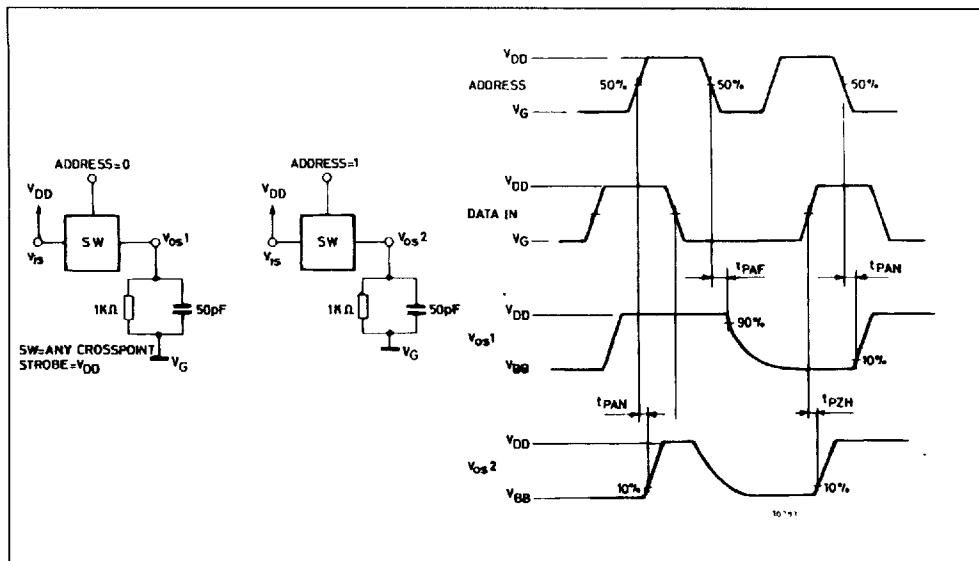 ADDRESS=0
VDD
SW
Vis
Vos1
1KΩ
50pF
VG
SW=ANY CROSSPOINT
STROBE=VDD
ADDRESS=1
VDD
SW
Vis
Vos2
1KΩ
50pF
VG
VDD
ADDRESS
50%
50%
50%
VG
VDD
DATA IN
VG
tPAF
tPAN
VDD
90%
Vos1
VBB
10%
tPAN
tPZH
VDD
Vos2
10%
10%
VBB